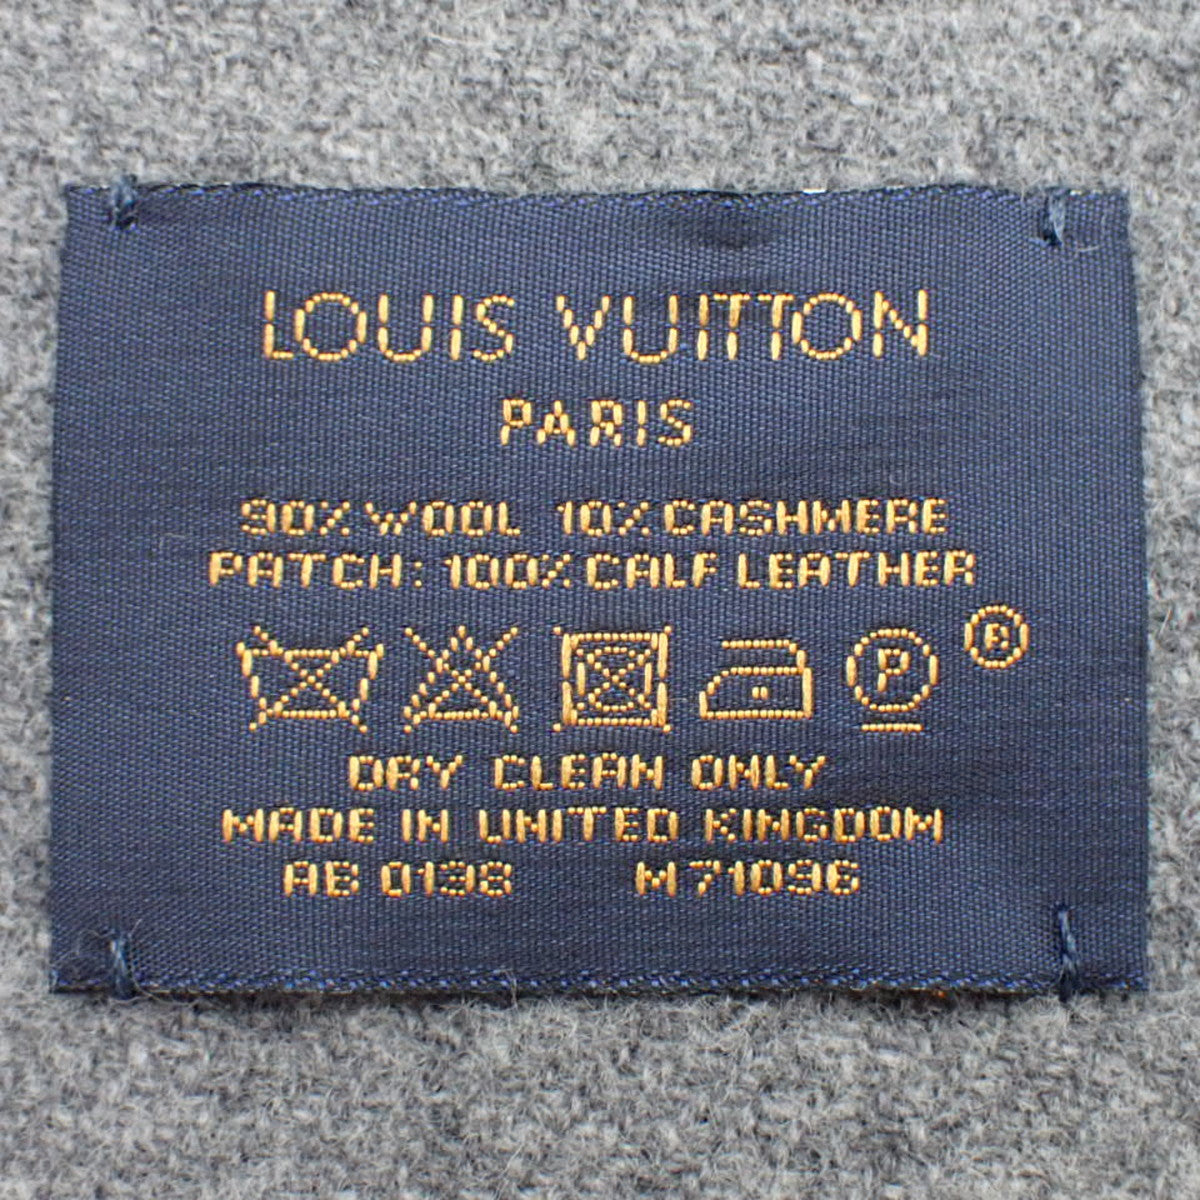 LOUIS VUITTON
PARIS
90% WOOL 10% CASHMERE
PATCH: 100% CALF LEATHER
P ®
DRY CLEAN ONLY
MADE IN UNITED KINGDOM
AB 0198 M71096